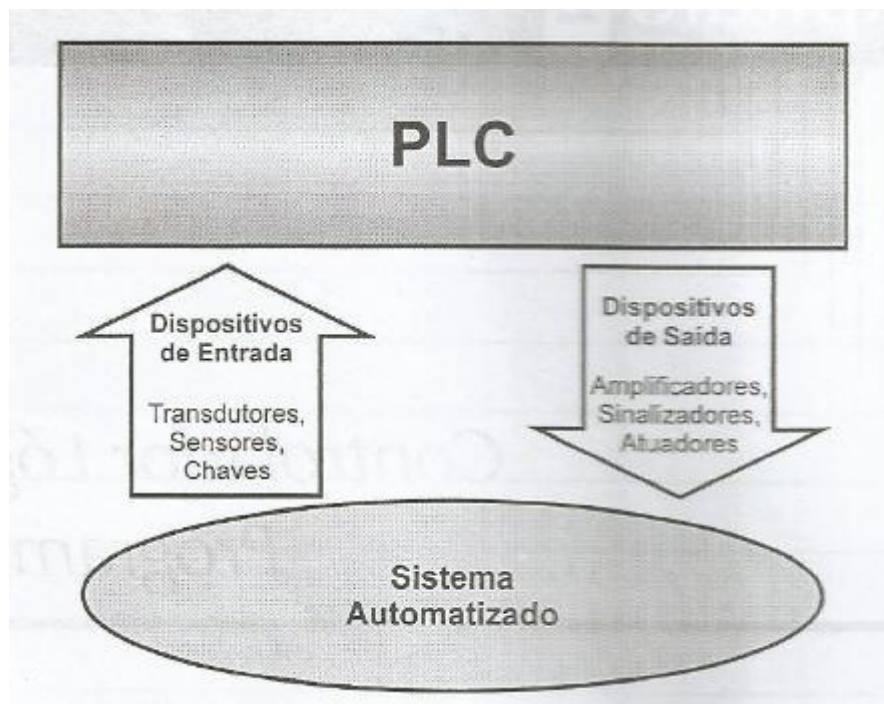 PLC
Dispositivos
de Entrada
Transdutores,
Sensores,
Chaves
Dispositivos
de Saída
Amplificadores,
Sinalizadores,
Atuadores
Sistema
Automatizado